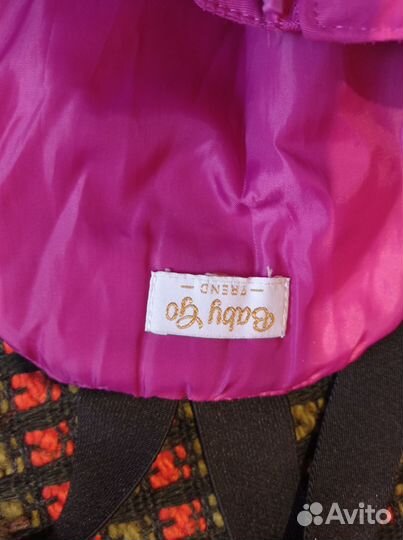 Baby Go
— TREND —
Avito